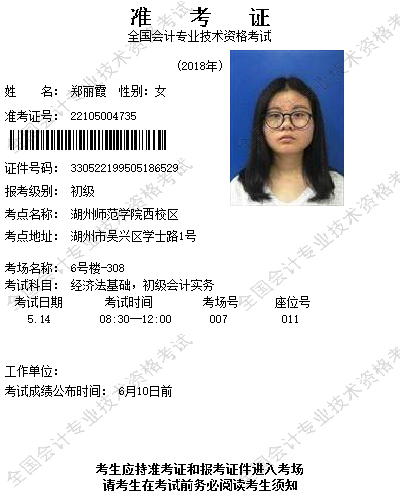 准 考 证
全国会计专业技术资格考试
(2018年)
姓 名: 郑丽霞 性别: 女
准考证号: 22105004735
证件号码: 330522199505186529
报考级别: 初级
考点名称: 湖州师范学院西校区
考点地址: 湖州市吴兴区学士路1号
考场名称: 6号楼-308
考试科目: 经济法基础，初级会计实务
考试日期 考试时间 考场号 座位号
5.14 08:30—12:00 007 011
工作单位:
考试成绩公布时间: 6月10日前
考生应持准考证和报考证件进入考场
请考生在考试前务必阅读考生须知
全国会计专业技术资格考试
全国会计专业技术资格考试
全国会计专业技术资格考试
全国会计专业技术资格考试